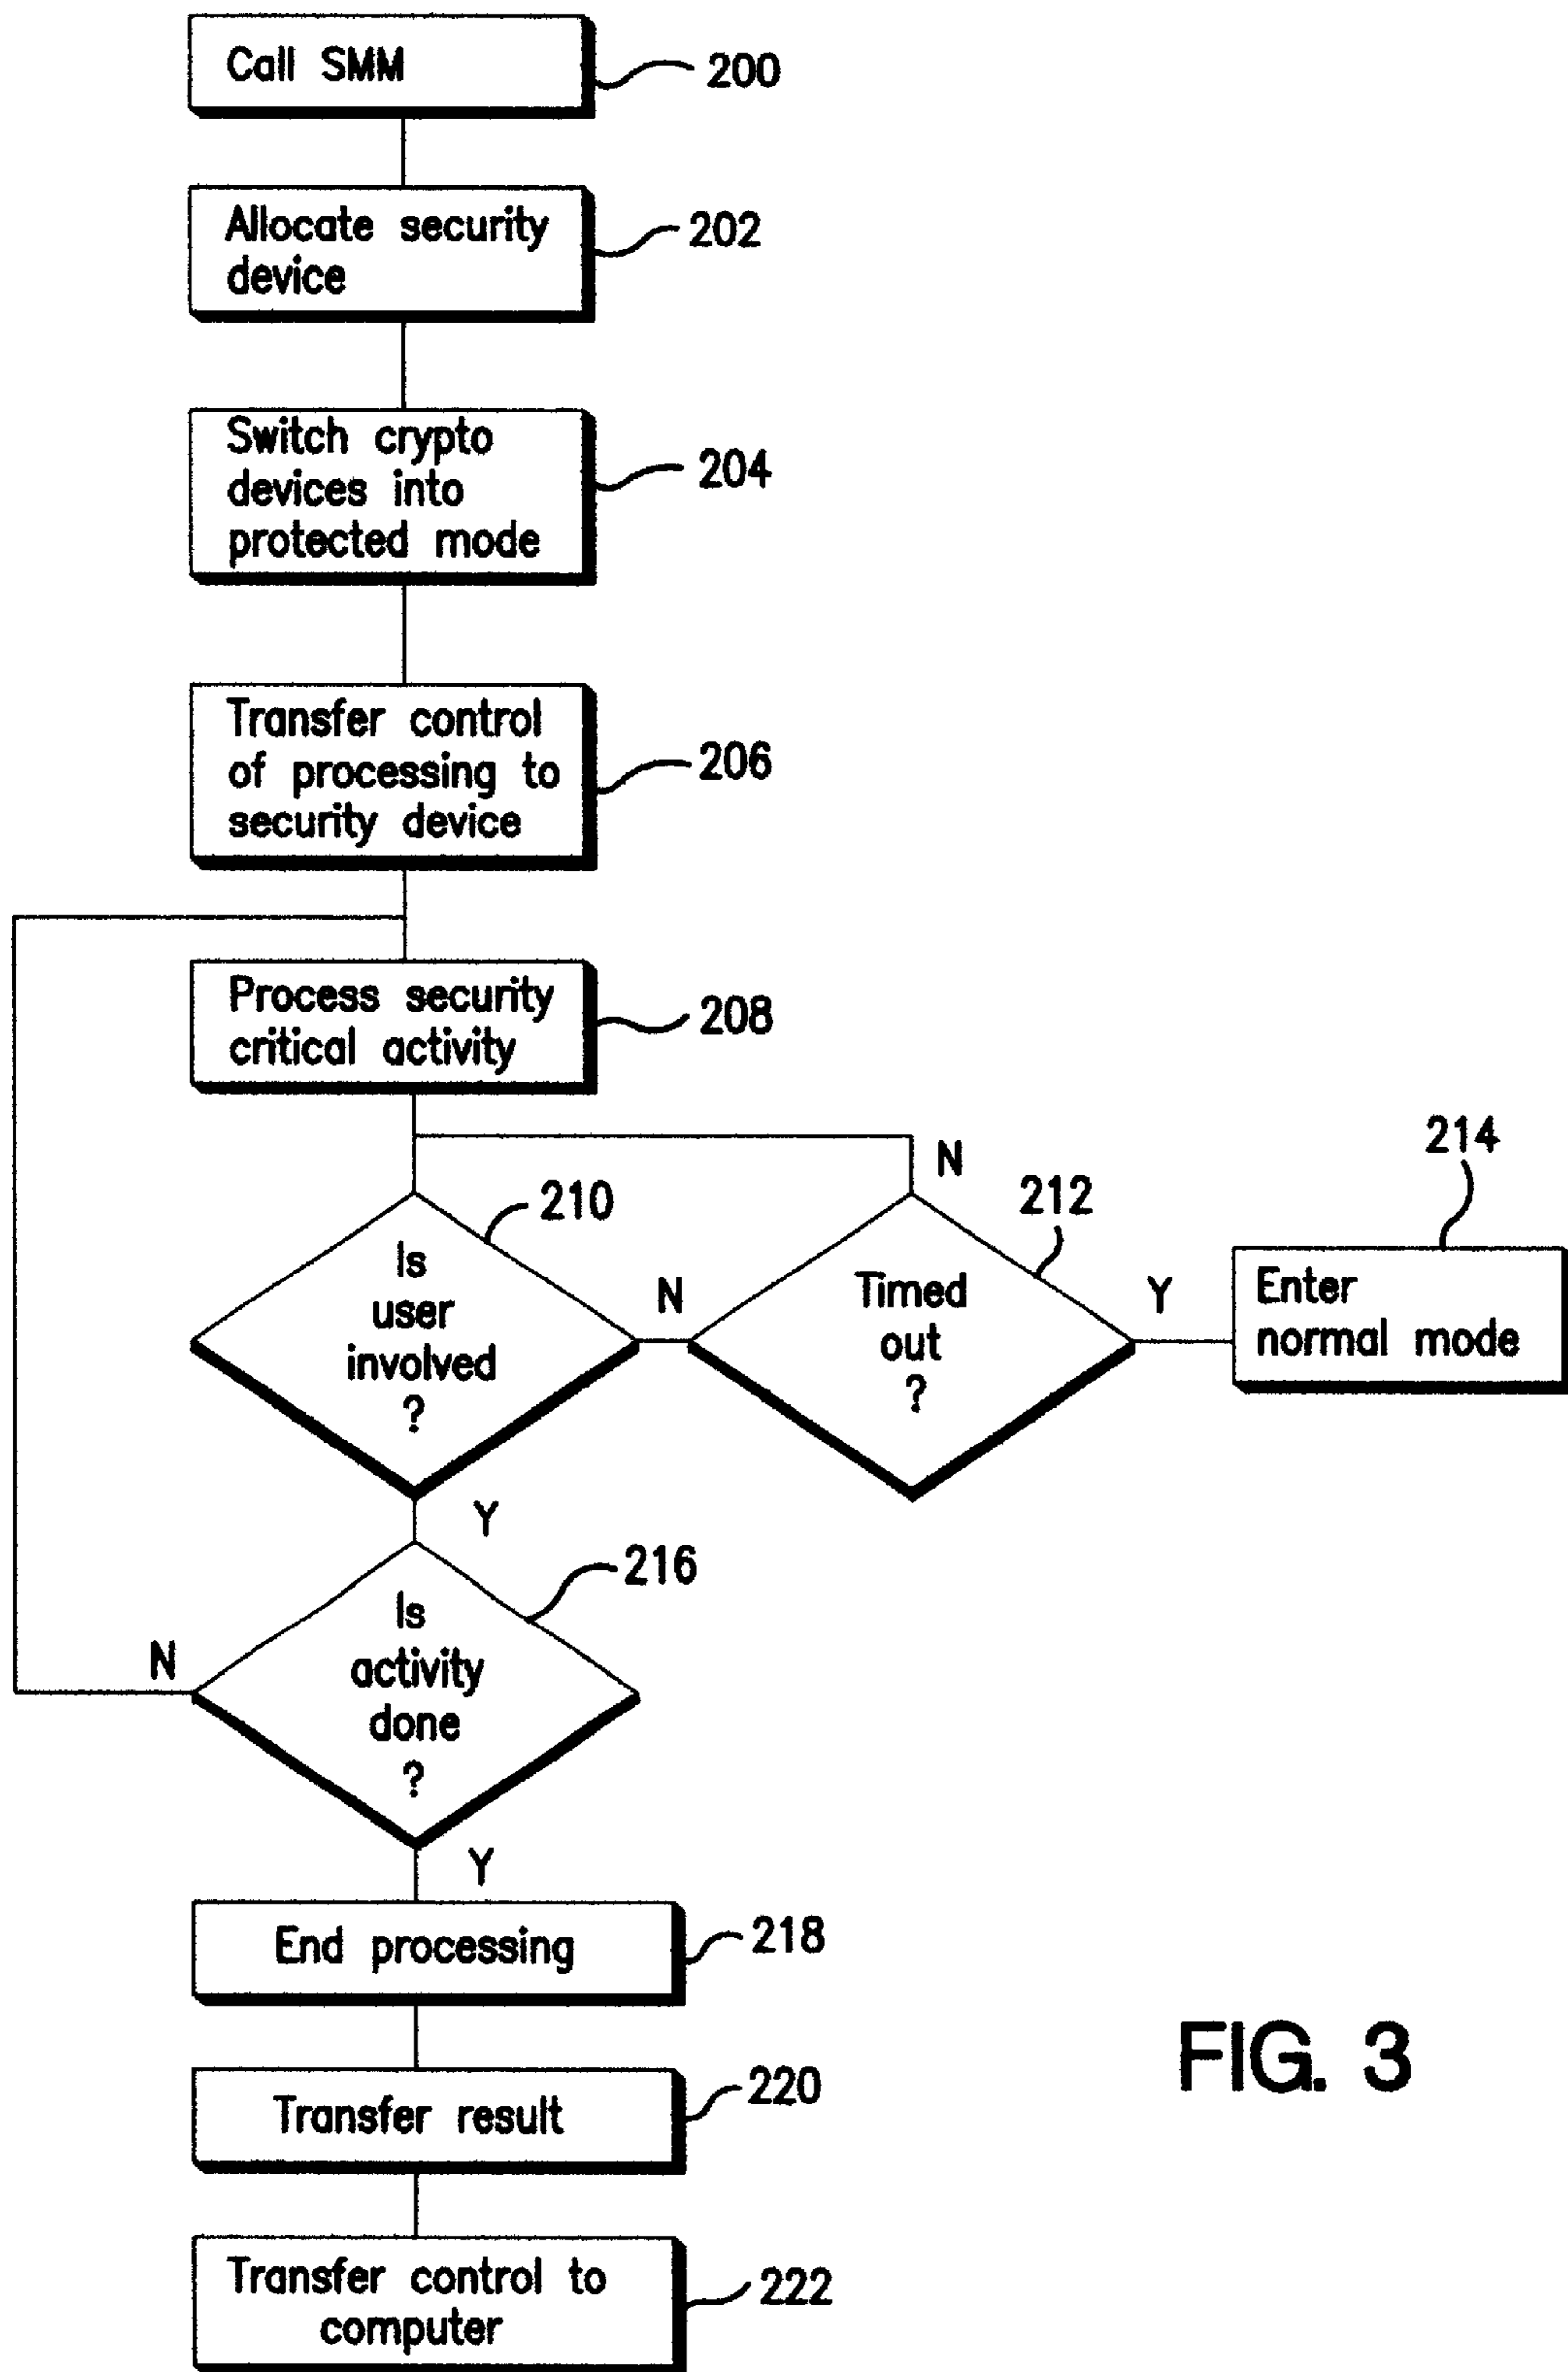 Call SMM
200
Allocate security
device
202
Switch crypto
devices into
protected mode
204
Transfer control
of processing to
security device
206
Process security
critical activity
208
Is
user
involved
?
210
N
Timed
out
?
212
N
Y
Enter
normal mode
214
Y
Is
activity
done
?
216
N
Y
End processing
218
Transfer result
220
Transfer control to
computer
222
FIG. 3